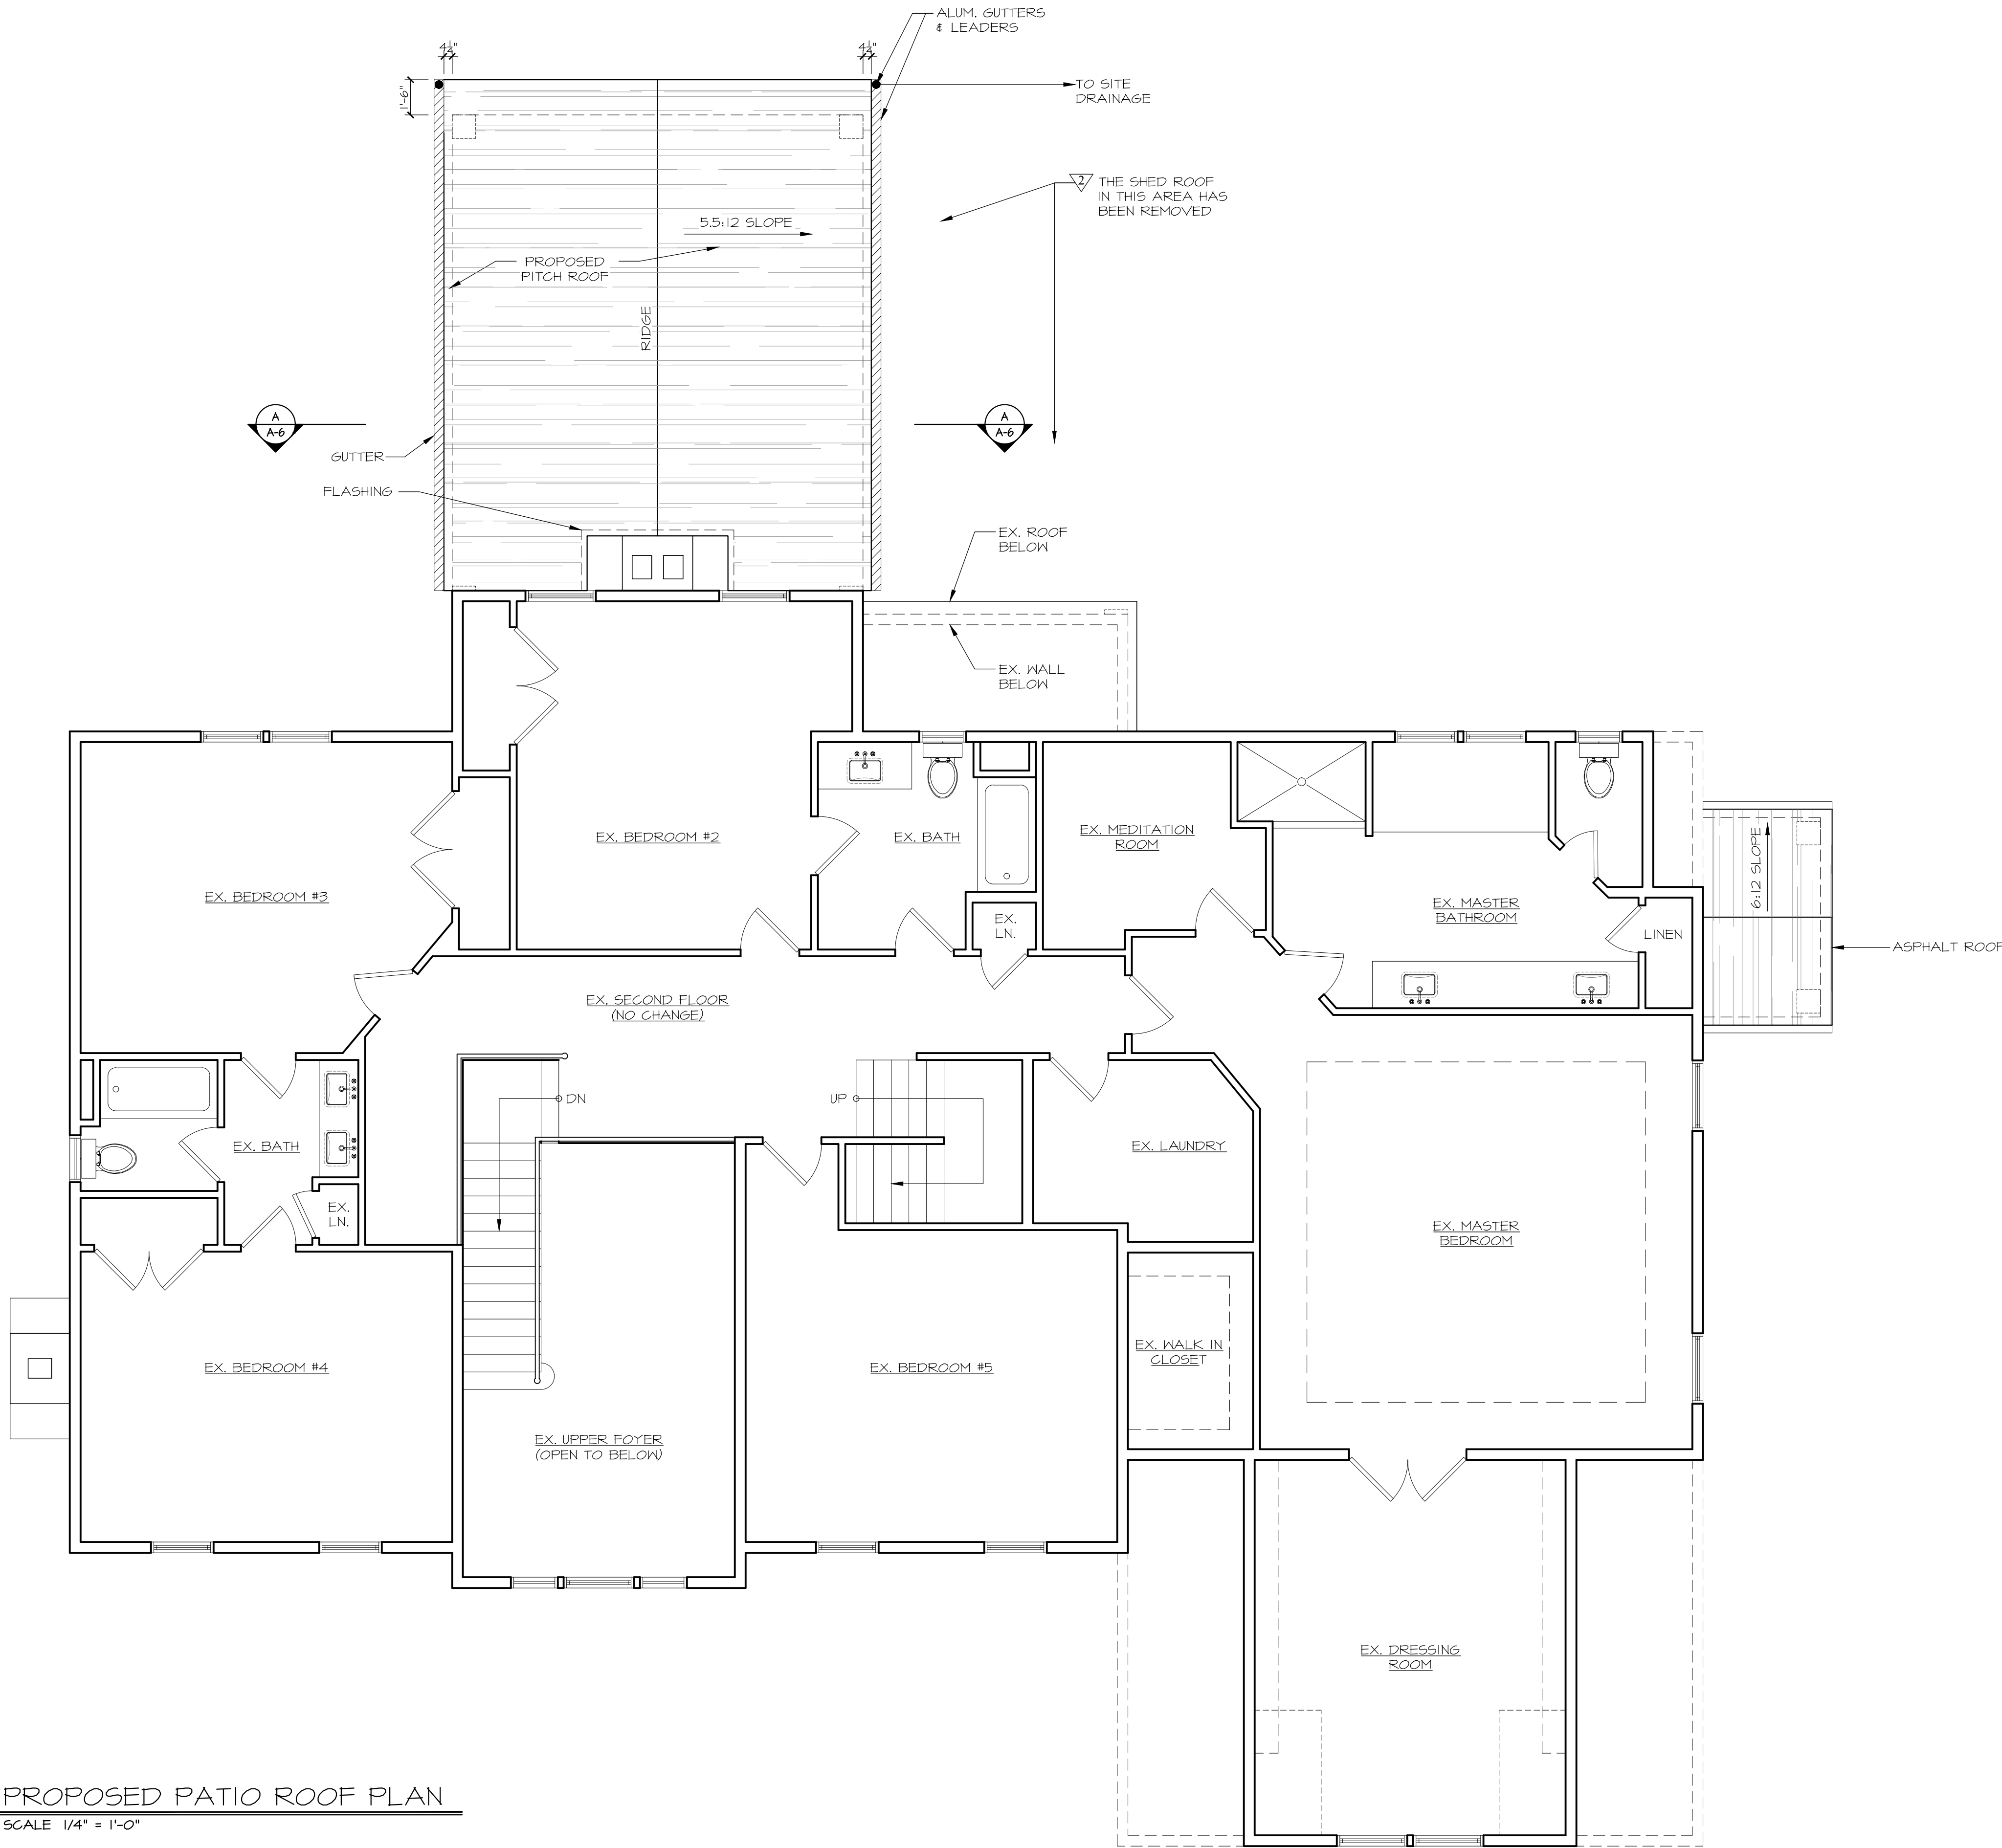 ALUM. GUTTERS
& LEADERS
4½"
4½"
1'-6"
TO SITE
DRAINAGE
2
THE SHED ROOF
IN THIS AREA HAS
BEEN REMOVED
5.5:12 SLOPE
PROPOSED
PITCH ROOF
RIDGE
A
A-6
A
A-6
GUTTER
FLASHING
EX. ROOF
BELOW
EX. WALL
BELOW
EX. BEDROOM #2
EX. BATH
EX. MEDITATION
ROOM
6:12 SLOPE
EX. BEDROOM #3
EX.
LN.
EX. MASTER
BATHROOM
LINEN
ASPHALT ROOF
EX. SECOND FLOOR
(NO CHANGE)
DN
UP
EX. BATH
EX. LAUNDRY
EX.
LN.
EX. MASTER
BEDROOM
EX. WALK IN
CLOSET
EX. BEDROOM #4
EX. BEDROOM #5
EX. UPPER FOYER
(OPEN TO BELOW)
EX. DRESSING
ROOM
PROPOSED PATIO ROOF PLAN
SCALE 1/4" = 1'-0"